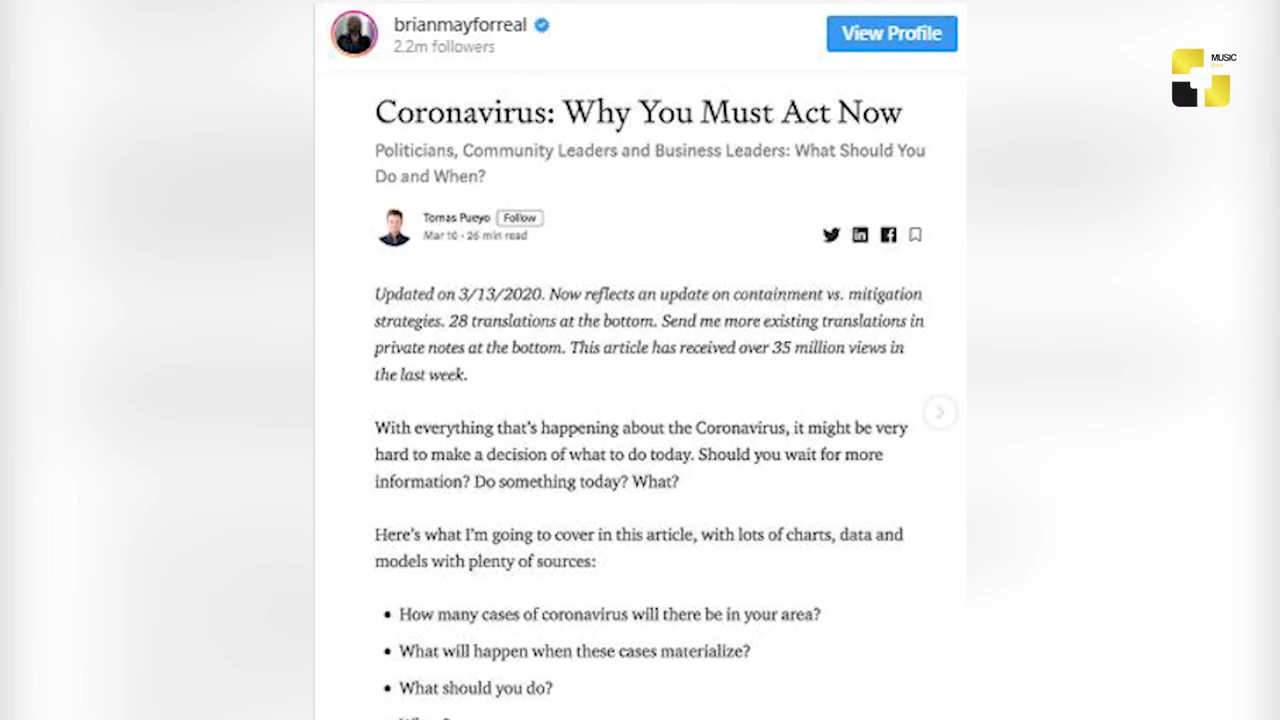 brianmayforreal
2.2m followers
View Profile
MUSIC
Coronavirus: Why You Must Act Now
Politicians, Community Leaders and Business Leaders: What Should You
Do and When?
Tomas Pueyo Follow
Mar 10 · 26 min read
Updated on 3/13/2020. Now reflects an update on containment vs. mitigation
strategies. 28 translations at the bottom. Send me more existing translations in
private notes at the bottom. This article has received over 35 million views in
the last week.
With everything that's happening about the Coronavirus, it might be very
hard to make a decision of what to do today. Should you wait for more
information? Do something today? What?
Here's what I'm going to cover in this article, with lots of charts, data and
models with plenty of sources:
• How many cases of coronavirus will there be in your area?
• What will happen when these cases materialize?
• What should you do?